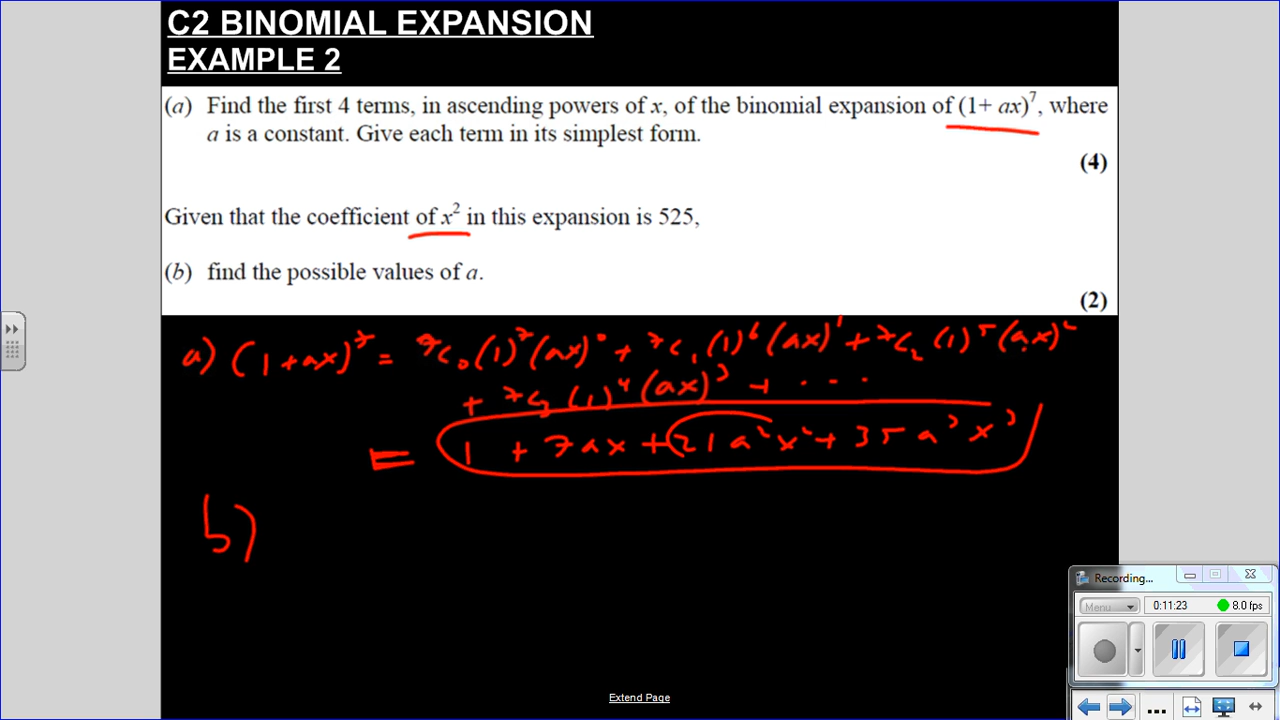 C2 BINOMIAL EXPANSION
EXAMPLE 2
(a) Find the first 4 terms, in ascending powers of x, of the binomial expansion of (1+ ax)⁷, where
a is a constant. Give each term in its simplest form.
(4)
Given that the coefficient of x² in this expansion is 525,
(b) find the possible values of a.
(2)
a) (1+ax)⁷ = ⁷C₀(1)⁷(ax)⁰ + ⁷C₁(1)⁶(ax)¹ + ⁷C₂(1)⁵(ax)²
+ ⁷C₃(1)⁴(ax)³ + ...
= 1 + 7ax + 21a²x² + 35a³x³
b)
Recording...
Menu
0:11:23 8.0 fps
Extend Page